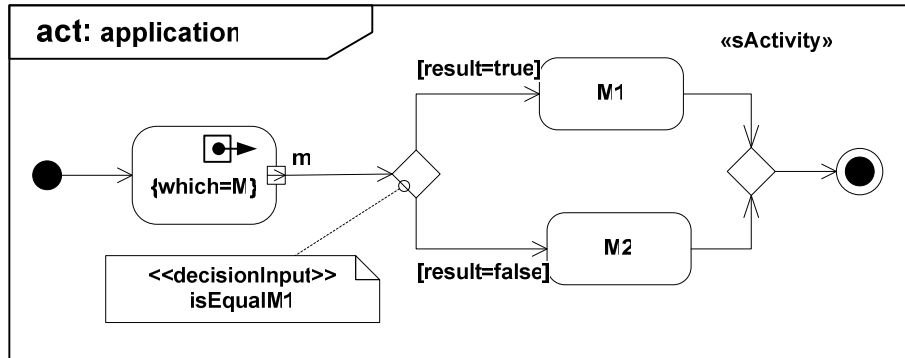 act: application
«sActivity»
[result=true]
M1
m
{which=M}
M2
[result=false]
<<decisionInput>>
isEqualM1